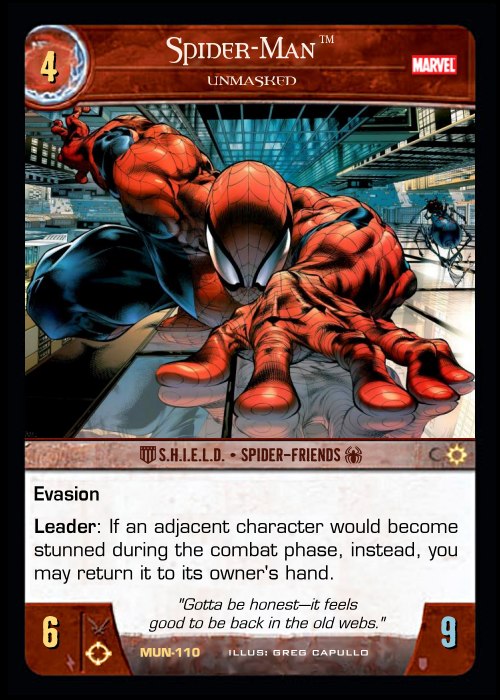 4
Spider-Man™
UNMASKED
MARVEL
S.H.I.E.L.D. • SPIDER-FRIENDS
Evasion
Leader: If an adjacent character would become
stunned during the combat phase, instead, you
may return it to its owner's hand.
"Gotta be honest—it feels
good to be back in the old webs."
6
9
MUN-110 ILLUS: GREG CAPULLO